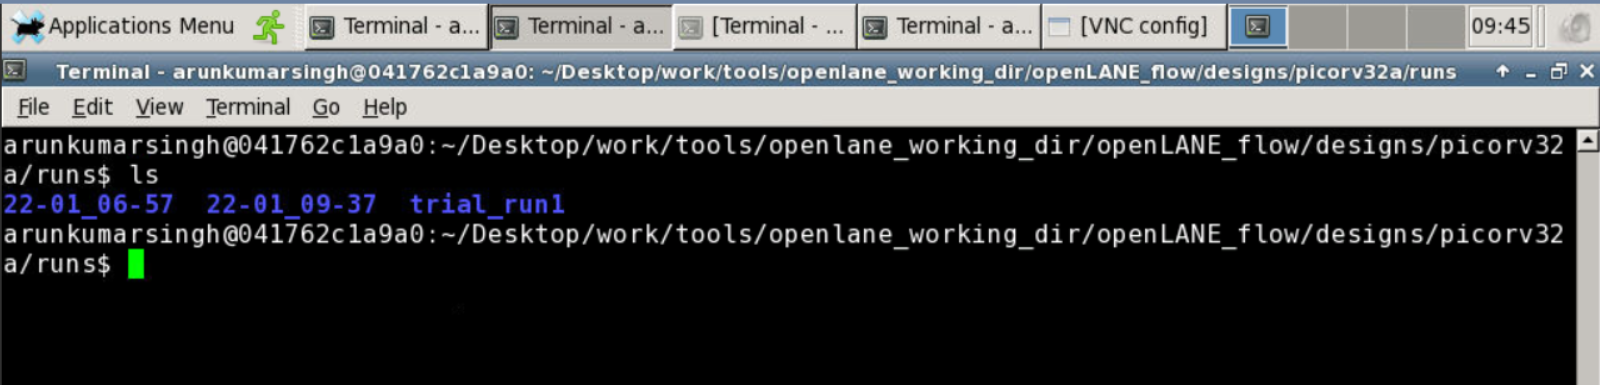 Applications Menu Terminal - a... Terminal - a... [Terminal - ... Terminal - a... [VNC config] 09:45
Terminal - arunkumarsingh@041762c1a9a0: ~/Desktop/work/tools/openlane_working_dir/openLANE_flow/designs/picorv32a/runs
File Edit View Terminal Go Help
arunkumarsingh@041762c1a9a0:~/Desktop/work/tools/openlane_working_dir/openLANE_flow/designs/picorv32
a/runs$ ls
22-01_06-57 22-01_09-37 trial_run1
arunkumarsingh@041762c1a9a0:~/Desktop/work/tools/openlane_working_dir/openLANE_flow/designs/picorv32
a/runs$